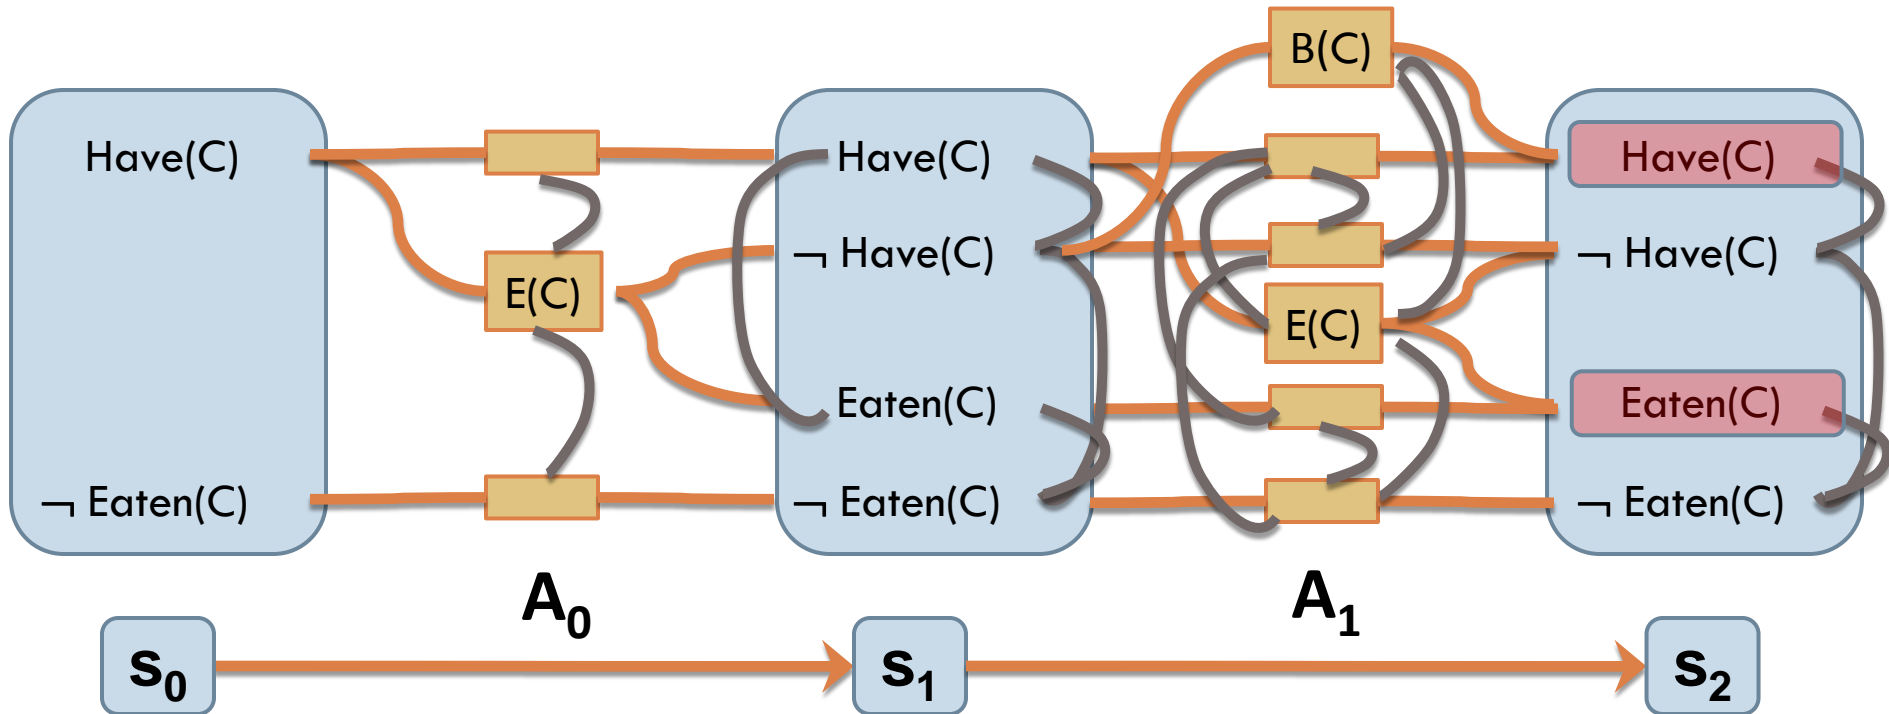 B(C)
Have(C)
Have(C)
Have(C)
¬ Have(C)
¬ Have(C)
E(C)
E(C)
Eaten(C)
Eaten(C)
¬ Eaten(C)
¬ Eaten(C)
¬ Eaten(C)
A0
A1
s0
s1
s2